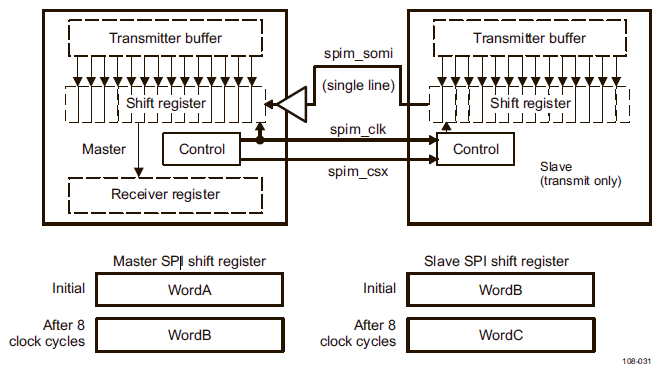 Transmitter buffer
spim_somi
Transmitter buffer
(single line)
Shift register
Shift register
spim_clk
Master
Control
Control
spim_csx
Slave
(transmit only)
Receiver register
Master SPI shift register
Slave SPI shift register
Initial
WordA
Initial
WordB
After 8
clock cycles
WordB
After 8
clock cycles
WordC
108-031